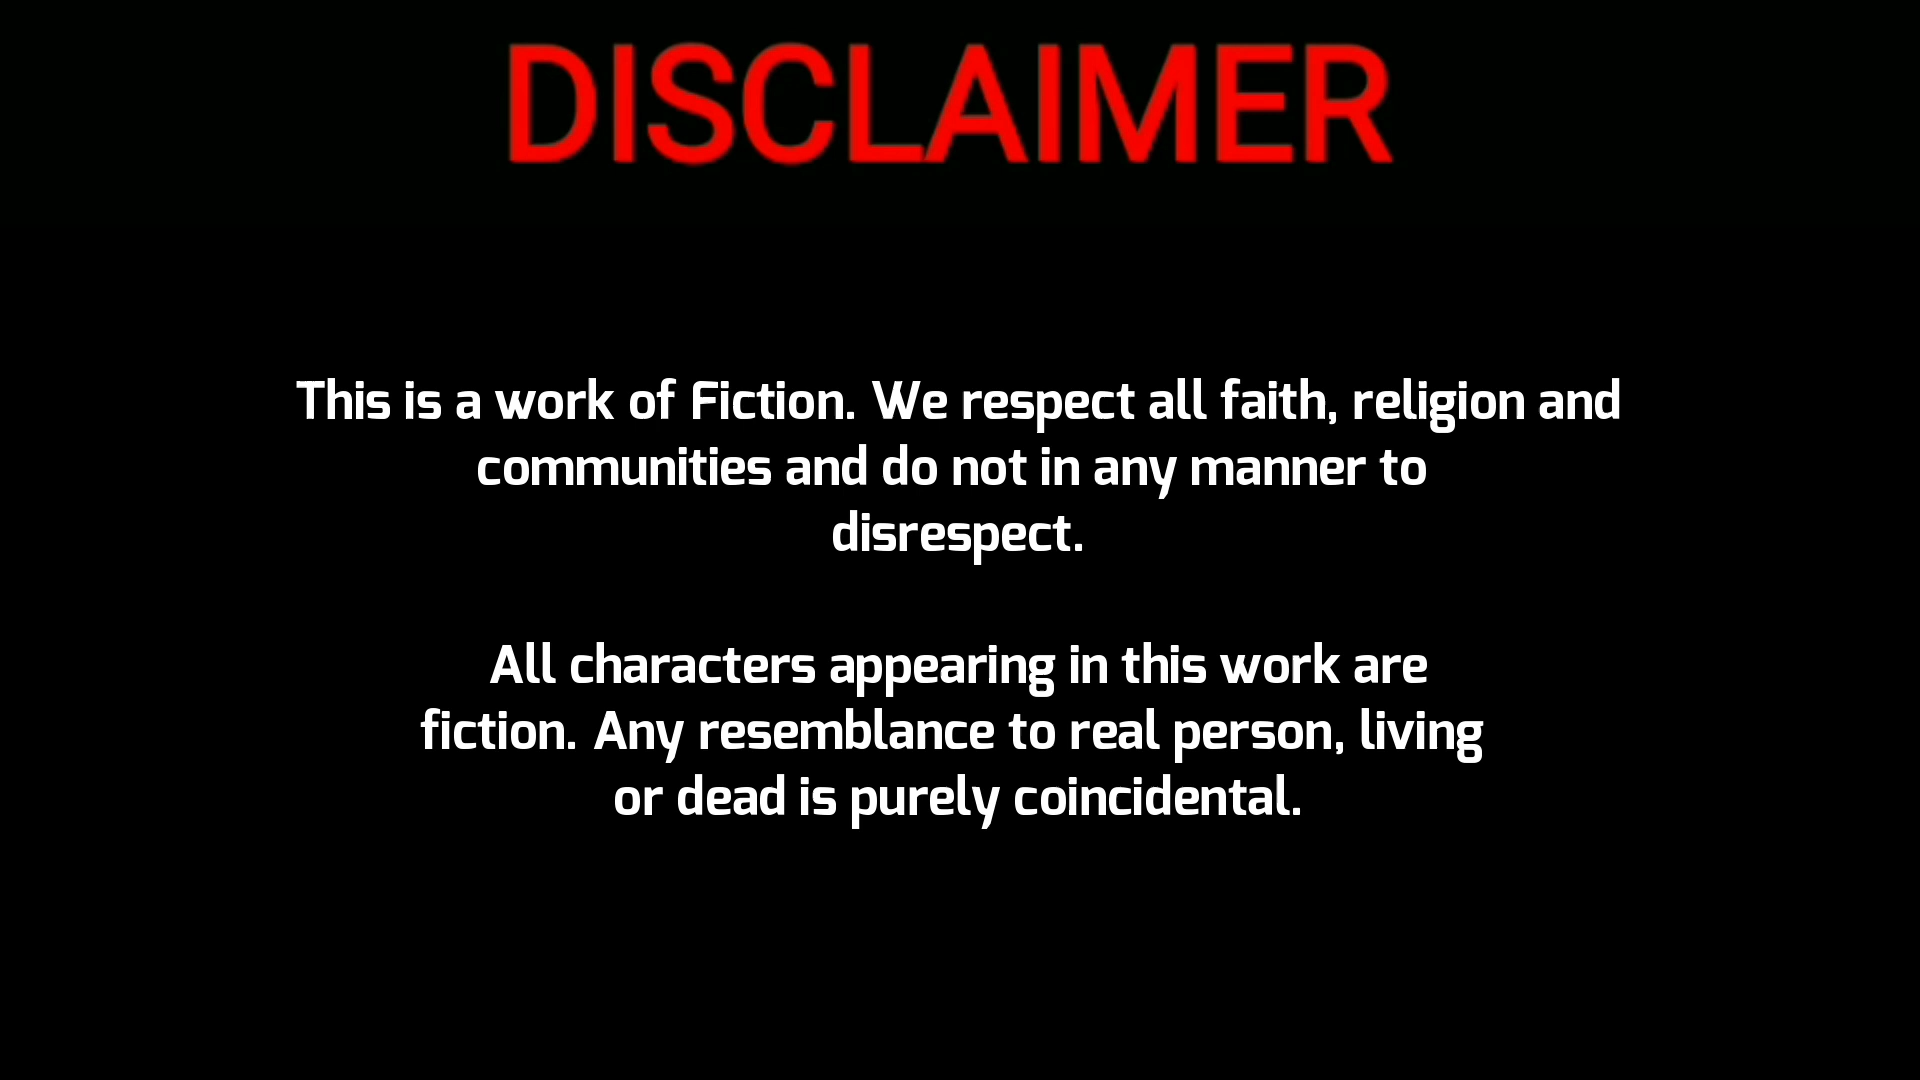 DISCLAIMER
This is a work of Fiction. We respect all faith, religion and
communities and do not in any manner to
disrespect.
All characters appearing in this work are
fiction. Any resemblance to real person, living
or dead is purely coincidental.